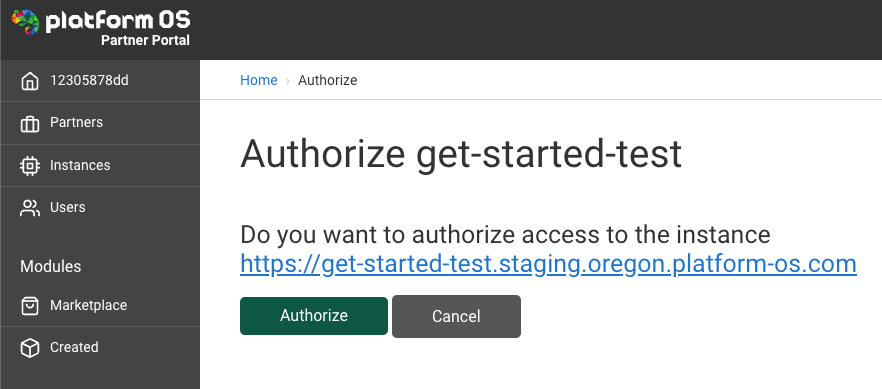 platform OS
Partner Portal
12305878dd
Partners
Instances
Users
Modules
Marketplace
Created
Home › Authorize
Authorize get-started-test
Do you want to authorize access to the instance
https://get-started-test.staging.oregon.platform-os.com
Authorize Cancel